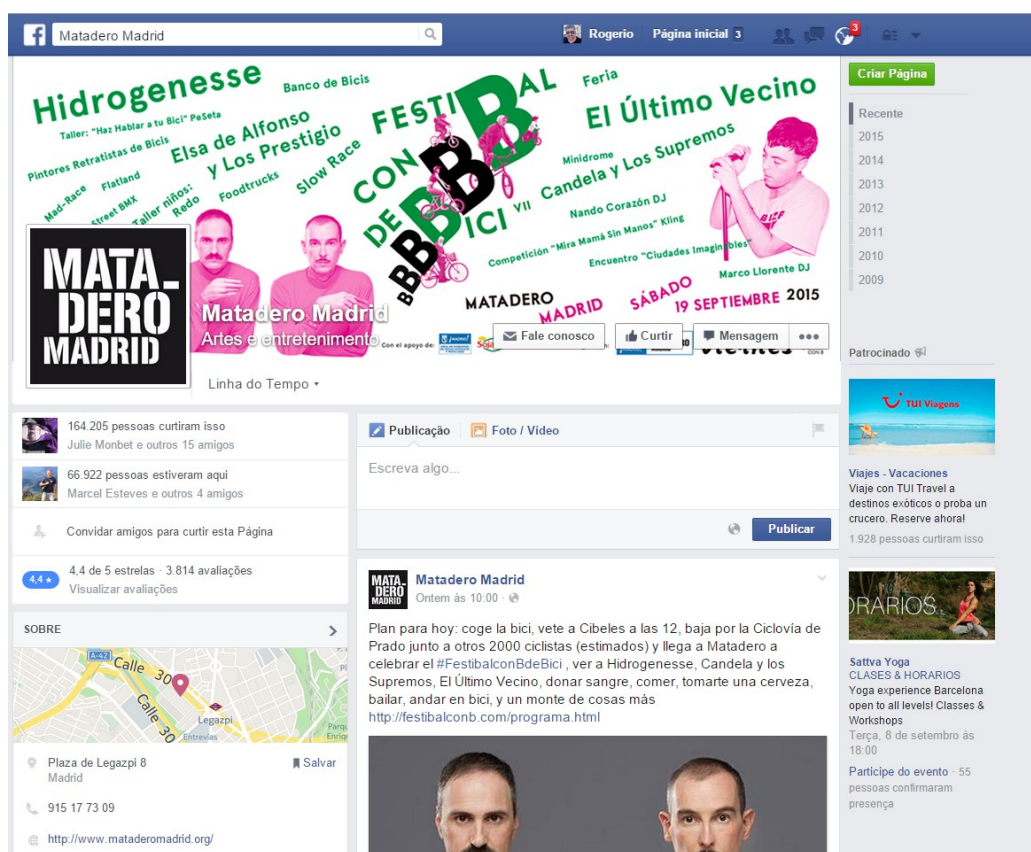 Matadero Madrid
Rogerio
Página inicial 3
3
Hidrogenesse
Banco de Bicis
Taller: "Haz Hablar a tu Bici" PeSeta
Pintores Retratistas de Bicis
Elsa de Alfonso
y Los Prestigio
Mad-Race
Flatland
Street BMX
Taller niños:
Redo
Foodtrucks
Slow Race
FESTIBAL
CON
B
DE
BBBBICI VII
Feria
El Último Vecino
Minidrome
Candela y Los Supremos
Nando Corazón DJ
Competición "Mira Mamá Sin Manos" Kling
Encuentro "Ciudades Imaginables"
Marco Llorente DJ
MATADERO
MADRID
SÁBADO
19 SEPTIEMBRE 2015
Con el apoyo de:
MATA_
DERO
MADRID
Matadero Madrid
Artes e entretenimento
Fale conosco
Curtir
Mensagem
Linha do Tempo
Criar Página
Recente
2015
2014
2013
2012
2011
2010
2009
164.205 pessoas curtiram isso
Julie Monbet e outros 15 amigos
66.922 pessoas estiveram aqui
Marcel Esteves e outros 4 amigos
Convidar amigos para curtir esta Página
4,4 ★
4,4 de 5 estrelas · 3.814 avaliações
Visualizar avaliações
SOBRE
A-42
Calle 30
Calle 30
Legazpi
Entrevías
Plaza de Legazpi 8
Madrid
Salvar
915 17 73 09
http://www.mataderomadrid.org/
Publicação
Foto / Vídeo
Escreva algo...
Publicar
MATA_
DERO
MADRID
Matadero Madrid
Ontem às 10:00 ·
Plan para hoy: coge la bici, vete a Cibeles a las 12, baja por la Ciclovía de
Prado junto a otros 2000 ciclistas (estimados) y llega a Matadero a
celebrar el #FestibalconBdeBici , ver a Hidrogenesse, Candela y los
Supremos, El Último Vecino, donar sangre, comer, tomarte una cerveza,
bailar, andar en bici, y un monte de cosas más
http://festibalconb.com/programa.html
Patrocinado
TUI Viagens
Viajes - Vacaciones
Viaje con TUI Travel a
destinos exóticos o proba un
crucero. Reserve ahora!
1.928 pessoas curtiram isso
ORARIOS
Sattva Yoga
CLASES & HORARIOS
Yoga experience Barcelona
open to all levels! Classes &
Workshops
Terça, 8 de setembro às
18:00
Participe do evento · 55
pessoas confirmaram
presença